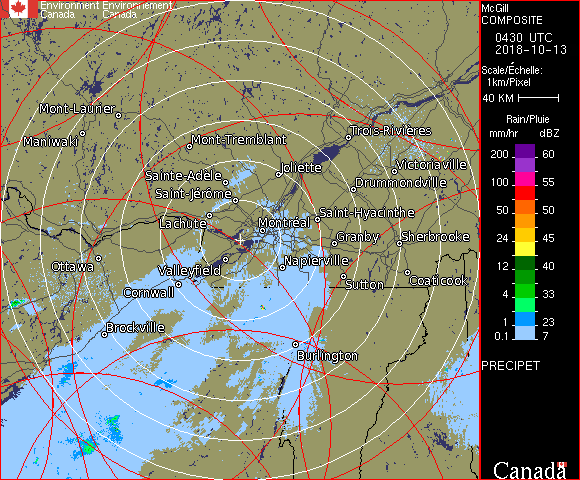 Environment Environnement
Canada Canada
McGill
COMPOSITE
0430 UTC
2018-10-13
Scale/Échelle:
1km/Pixel
40 KM
Rain/Pluie
mm/hr dBZ
200 60
150 57
100 55
50 50
24 45
12 40
4 33
1 23
0.1 7
PRECIPET
Canada
Mont-Laurier
Maniwaki
Mont-Tremblant
Trois-Rivières
Sainte-Adèle
Joliette
Victoriaville
Saint-Jérôme
Drummondville
Lachute
Montréal
Saint-Hyacinthe
Granby
Sherbrooke
Ottawa
Valleyfield
Napierville
Cornwall
Sutton
Coaticook
Brockville
Burlington